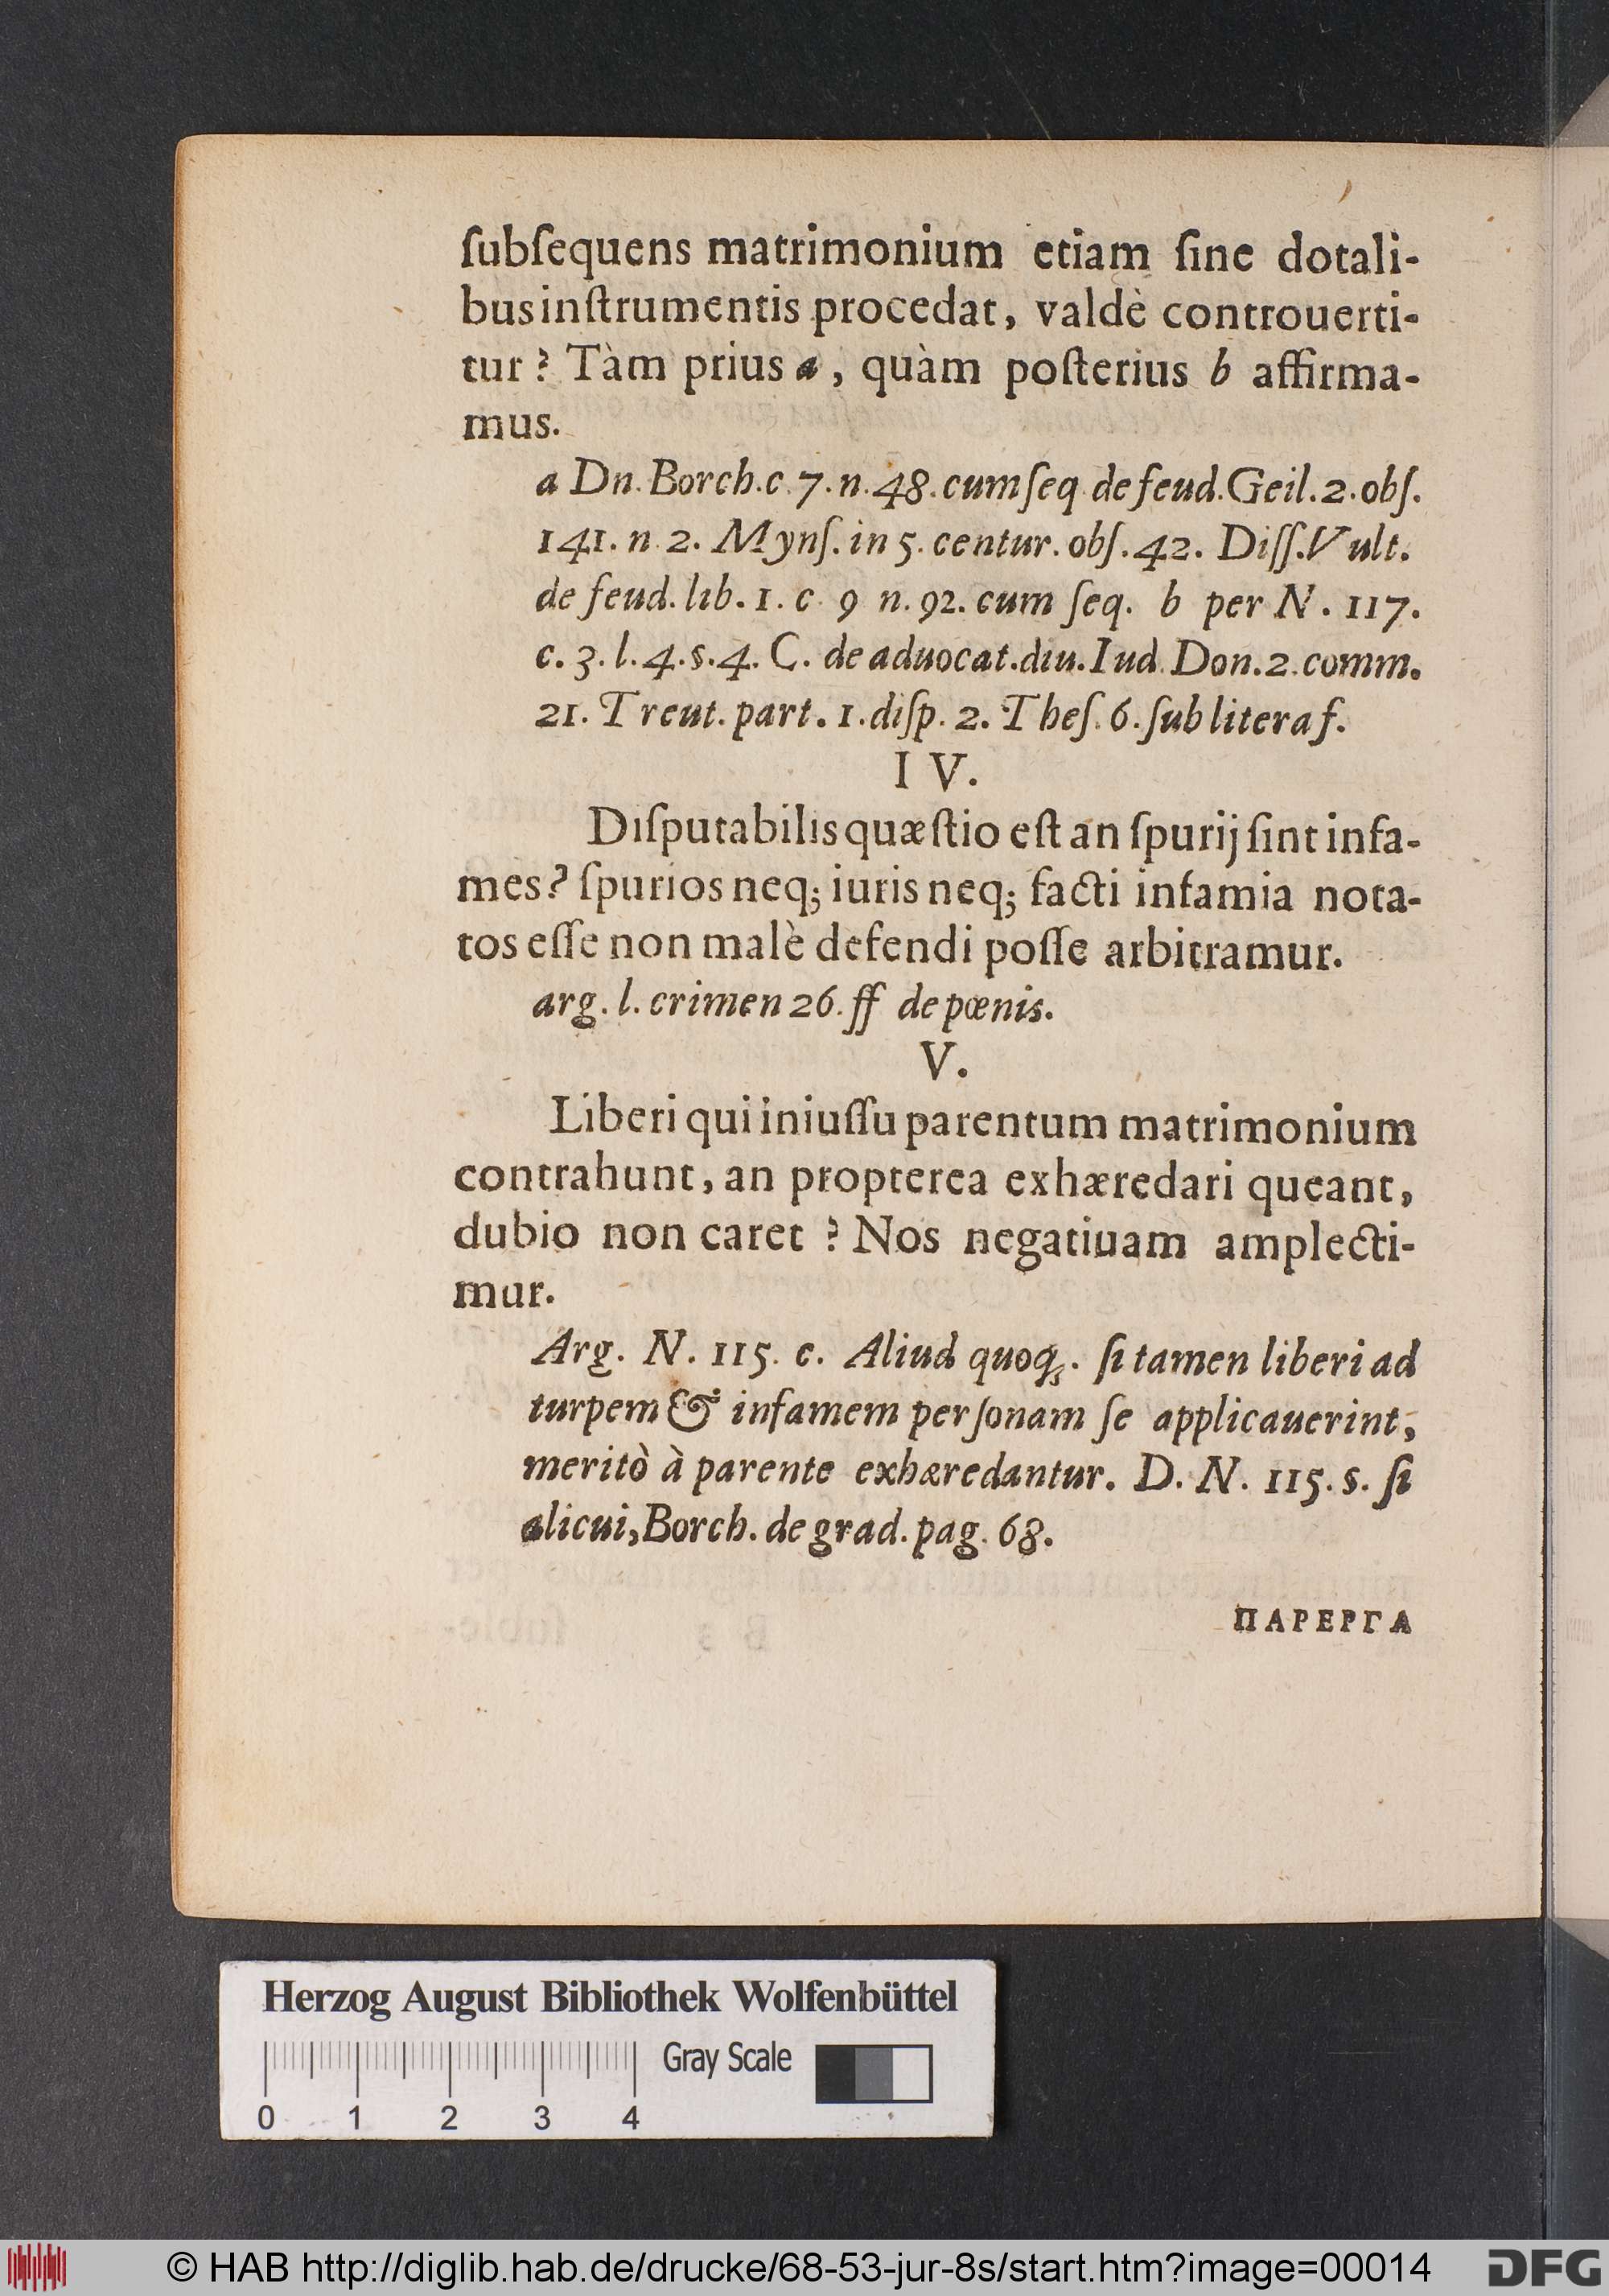 ſubſequens matrimonium etiam ſine dotali-
bus inſtrumentis procedat, valdè controuerti-
tur? Tàm prius a, quàm poſterius b affirma-
mus.
a Dn. Borch. c. 7. n. 48. cum ſeq. de feud. Geil. 2. obſ.
141. n. 2. Mynſ. in 5. centur. obſ. 42. Diſſ. Vult.
de feud. lib. 1. c. 9 n. 92. cum ſeq. b per N. 117.
c. 3. l. 4. s. 4. C. de aduocat. diu. Iud. Don. 2. comm.
21. Treut. part. 1. diſp. 2. Theſ. 6. ſub litera f.
IV.
Diſputabilis quæſtio eſt an ſpurij ſint infa-
mes? ſpurios neq; iuris neq; facti infamia nota-
tos eſſe non malè defendi poſſe arbitramur.
arg. l. crimen 26. ff de pœnis.
V.
Liberi qui iniuſſu parentum matrimonium
contrahunt, an propterea exhæredari queant,
dubio non caret? Nos negatiuam amplecti-
mur.
Arg. N. 115. c. Aliud quoq;. ſi tamen liberi ad
turpem & infamem perſonam ſe applicauerint,
meritò à parente exhæredantur. D. N. 115. s. ſi
alicui, Borch. de grad. pag. 68.
ΠΑΡΕΡΓΑ
Herzog August Bibliothek Wolfenbüttel
Gray Scale
0 1 2 3 4
© HAB http://diglib.hab.de/drucke/68-53-jur-8s/start.htm?image=00014
DFG